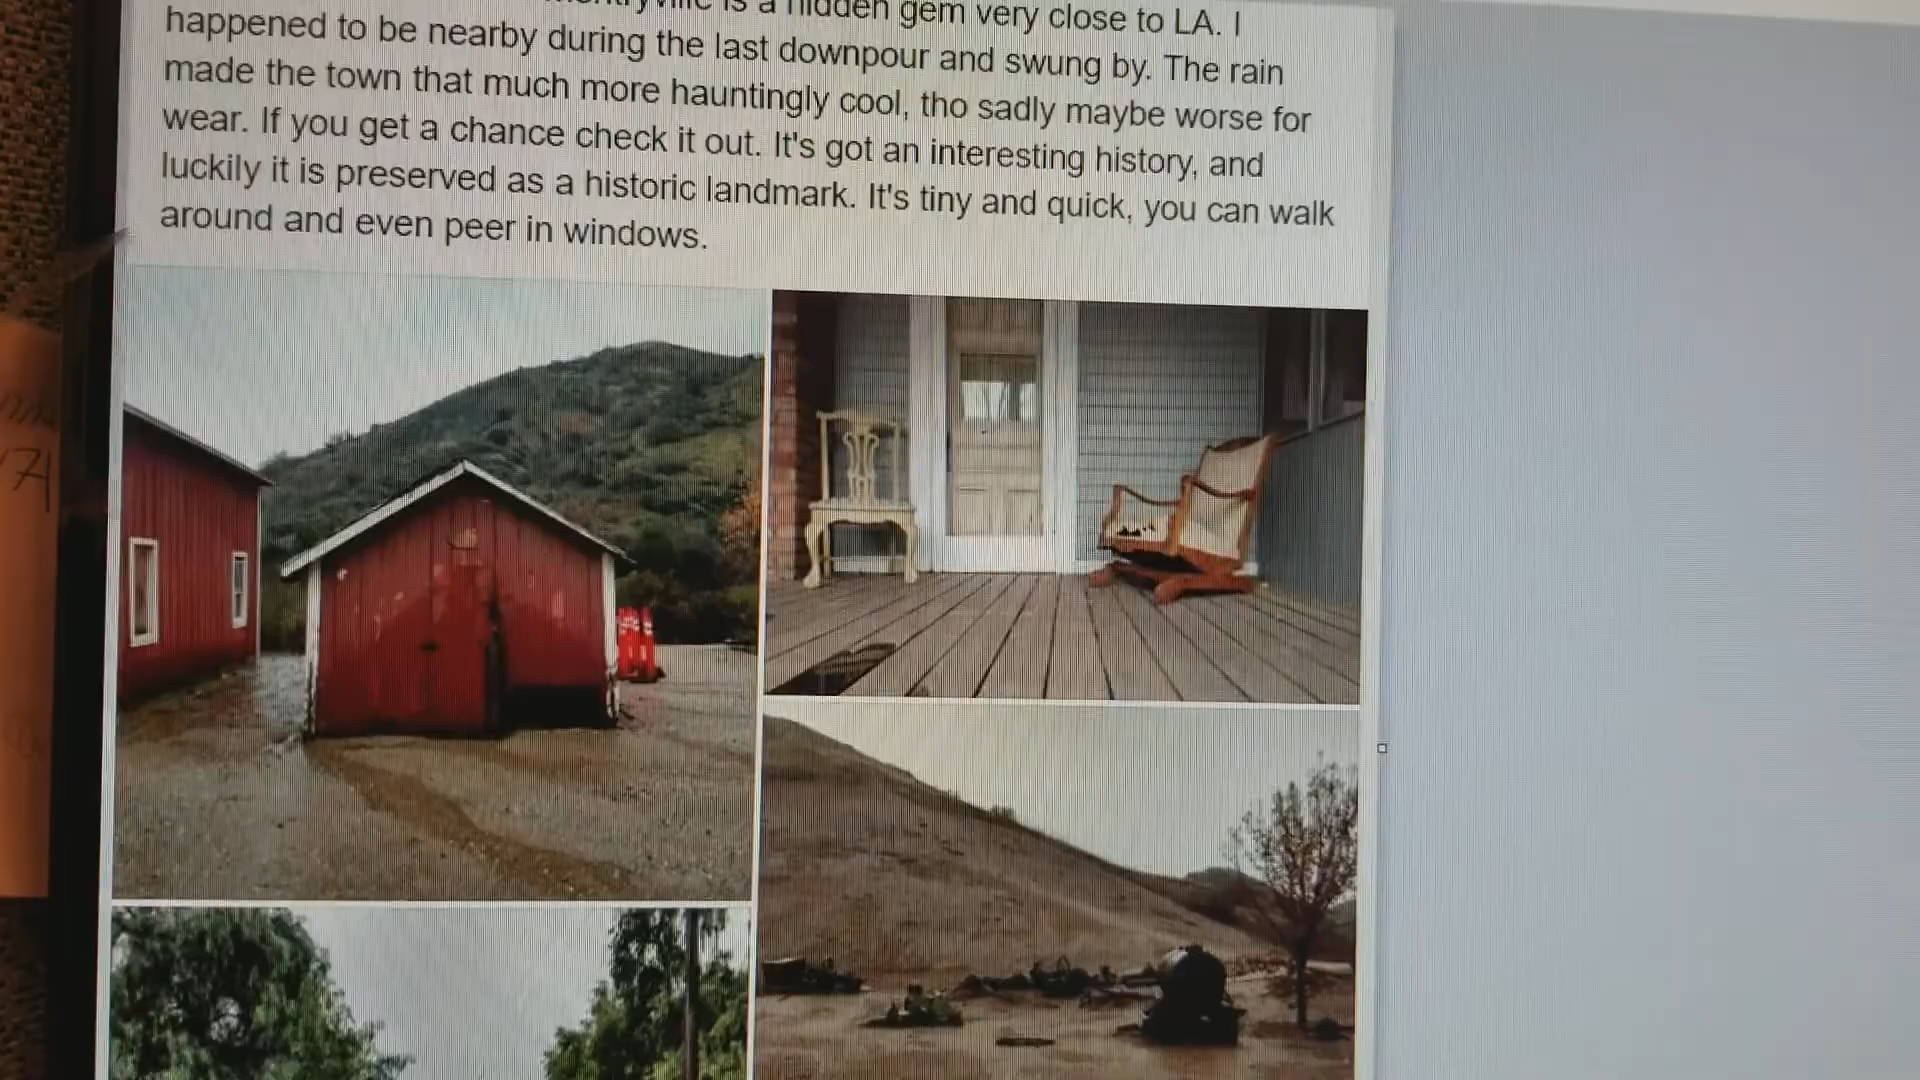 is a hidden gem very close to LA. I
happened to be nearby during the last downpour and swung by. The rain
made the town that much more hauntingly cool, tho sadly maybe worse for
wear. If you get a chance check it out. It's got an interesting history, and
luckily it is preserved as a historic landmark. It's tiny and quick, you can walk
around and even peer in windows.